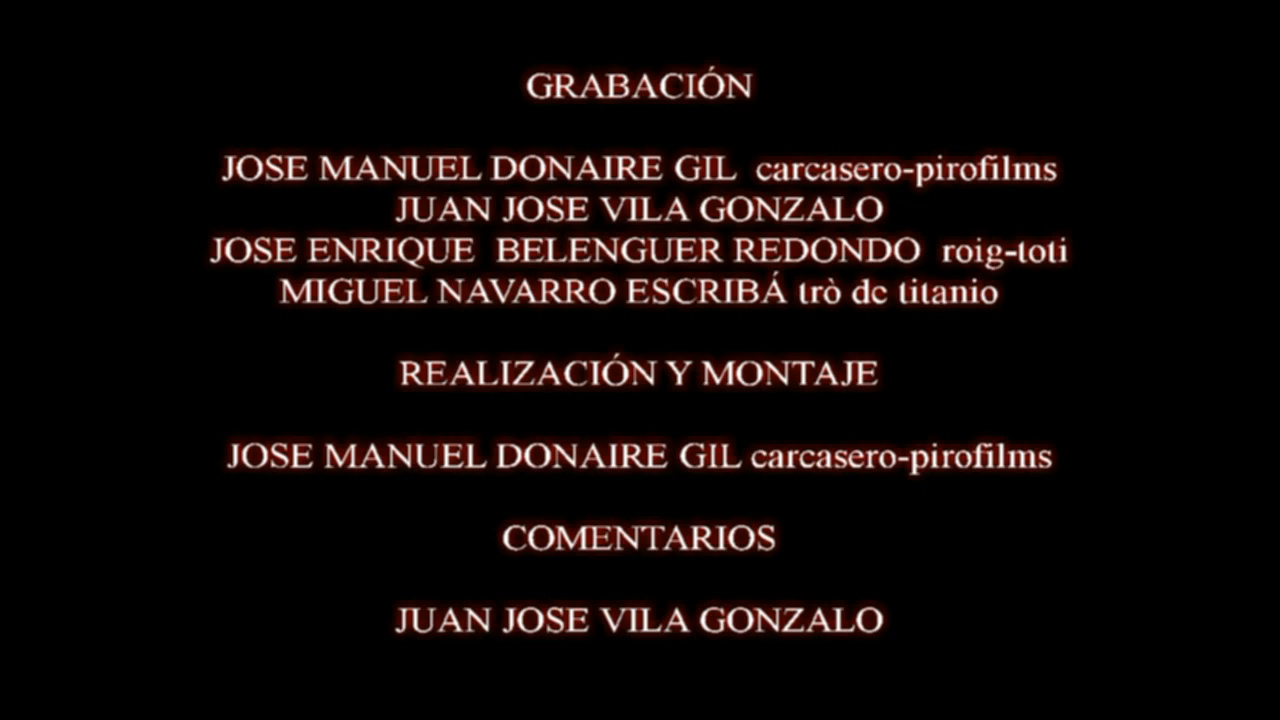 GRABACIÓN
JOSE MANUEL DONAIRE GIL carcasero-pirofilms
JUAN JOSE VILA GONZALO
JOSE ENRIQUE BELENGUER REDONDO roig-toti
MIGUEL NAVARRO ESCRIBÁ trò de titanio
REALIZACIÓN Y MONTAJE
JOSE MANUEL DONAIRE GIL carcasero-pirofilms
COMENTARIOS
JUAN JOSE VILA GONZALO